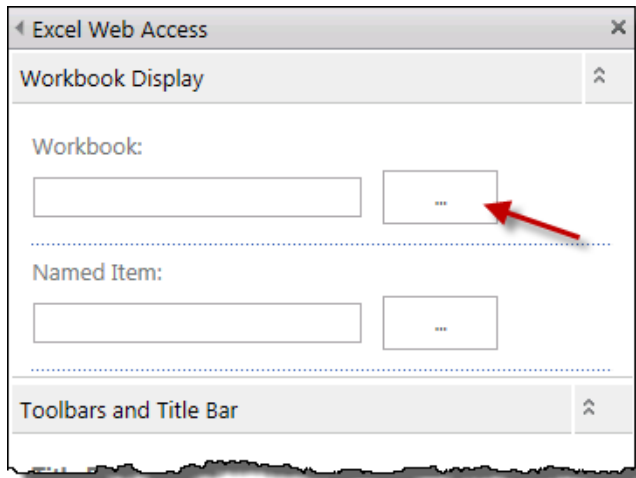 Excel Web Access
Workbook Display
Workbook:
...
Named Item:
...
Toolbars and Title Bar